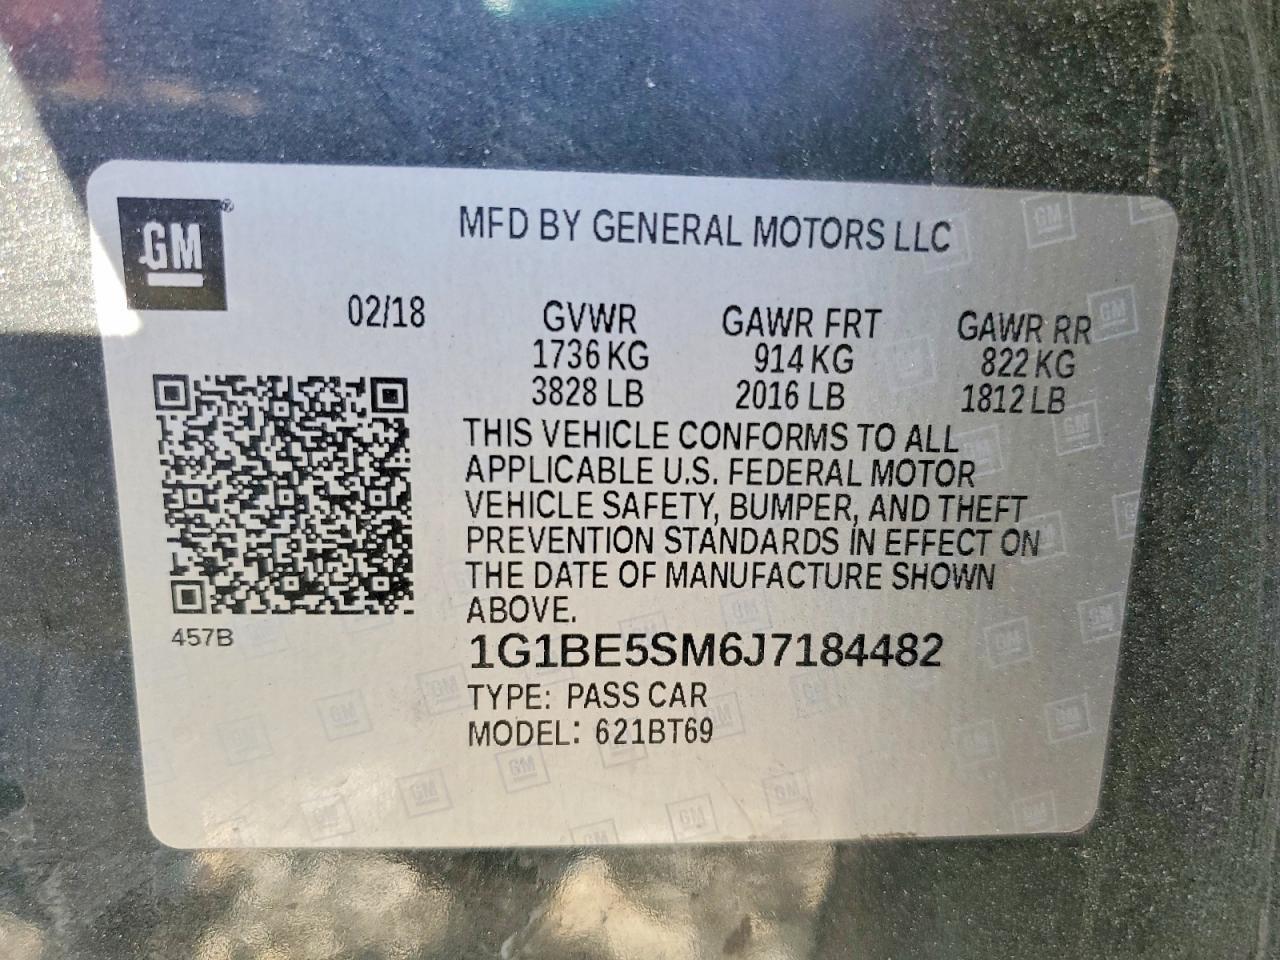 GM®
MFD BY GENERAL MOTORS LLC
02/18
GVWR GAWR FRT GAWR RR
1736 KG 914 KG 822 KG
3828 LB 2016 LB 1812 LB
THIS VEHICLE CONFORMS TO ALL
APPLICABLE U.S. FEDERAL MOTOR
VEHICLE SAFETY, BUMPER, AND THEFT
PREVENTION STANDARDS IN EFFECT ON
THE DATE OF MANUFACTURE SHOWN
ABOVE.
457B
1G1BE5SM6J7184482
TYPE: PASS CAR
MODEL: 621BT69